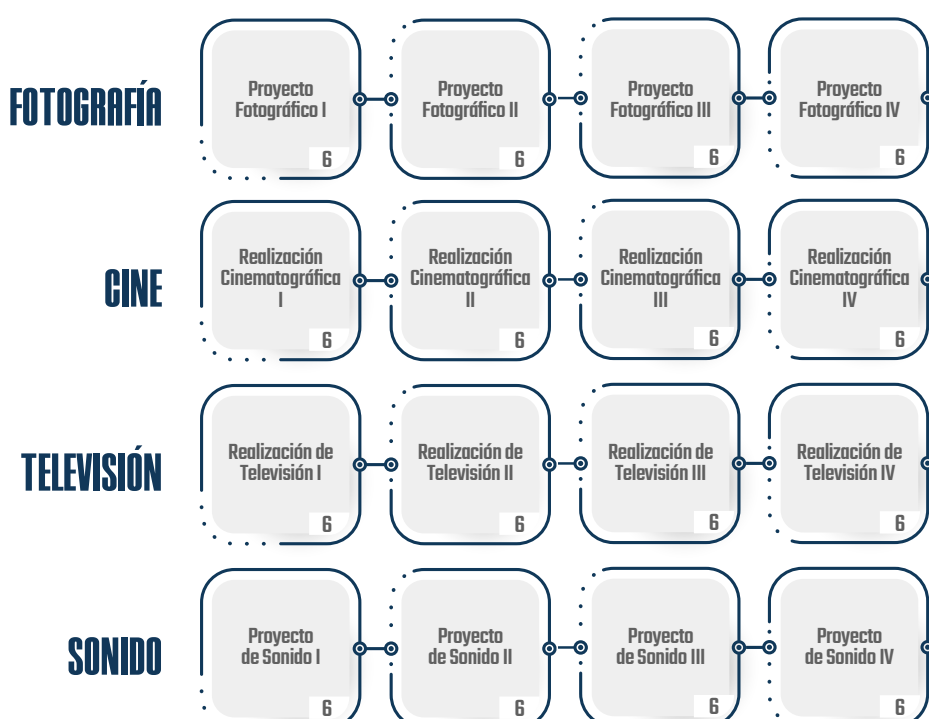 FOTOGRAFÍA
Proyecto
Fotográfico I
6
Proyecto
Fotográfico II
6
Proyecto
Fotográfico III
6
Proyecto
Fotográfico IV
6
CINE
Realización
Cinematográfica
I
6
Realización
Cinematográfica
II
6
Realización
Cinematográfica
III
6
Realización
Cinematográfica
IV
6
TELEVISIÓN
Realización de
Televisión I
6
Realización de
Televisión II
6
Realización de
Televisión III
6
Realización de
Televisión IV
6
SONIDO
Proyecto
de Sonido I
6
Proyecto
de Sonido II
6
Proyecto
de Sonido III
6
Proyecto
de Sonido IV
6